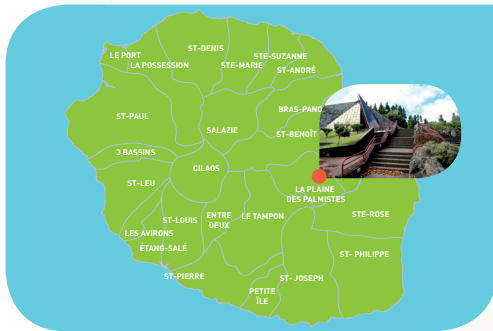 ST-DENIS
LE PORT
LA POSSESSION
STE-MARIE
STE-SUZANNE
ST-ANDRÉ
ST-PAUL
BRAS-PANO
SALAZIE
ST-BENOÎT
3 BASSINS
CILAOS
ST-LEU
LA PLAINE
DES PALMISTES
ST-LOUIS
ENTRE
DEUX
LE TAMPON
STE-ROSE
LES AVIRONS
ÉTANG-SALÉ
ST- PHILIPPE
ST-PIERRE
ST- JOSEPH
PETITE
ÎLE